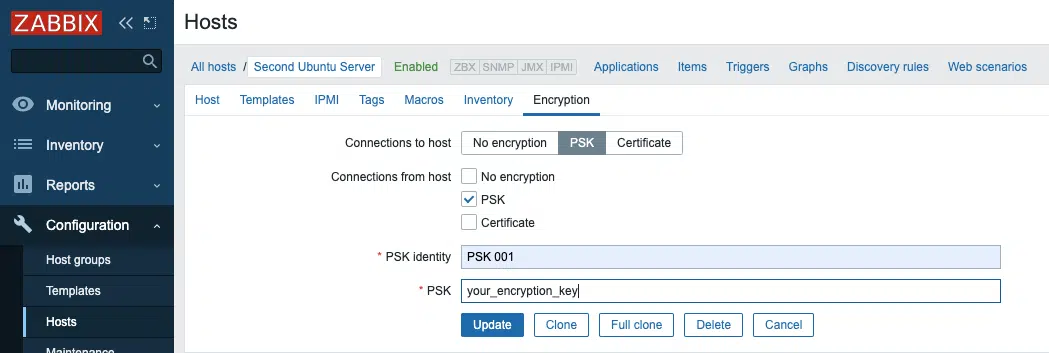 ZABBIX
Hosts
All hosts / Second Ubuntu Server Enabled ZBX SNMP JMX IPMI Applications Items Triggers Graphs Discovery rules Web scenarios
Host Templates IPMI Tags Macros Inventory Encryption
Monitoring
Inventory
Reports
Configuration
Host groups
Templates
Hosts
Maintenance
Connections to host No encryption PSK Certificate
Connections from host No encryption
PSK
Certificate
* PSK identity PSK 001
* PSK your_encryption_key
Update Clone Full clone Delete Cancel